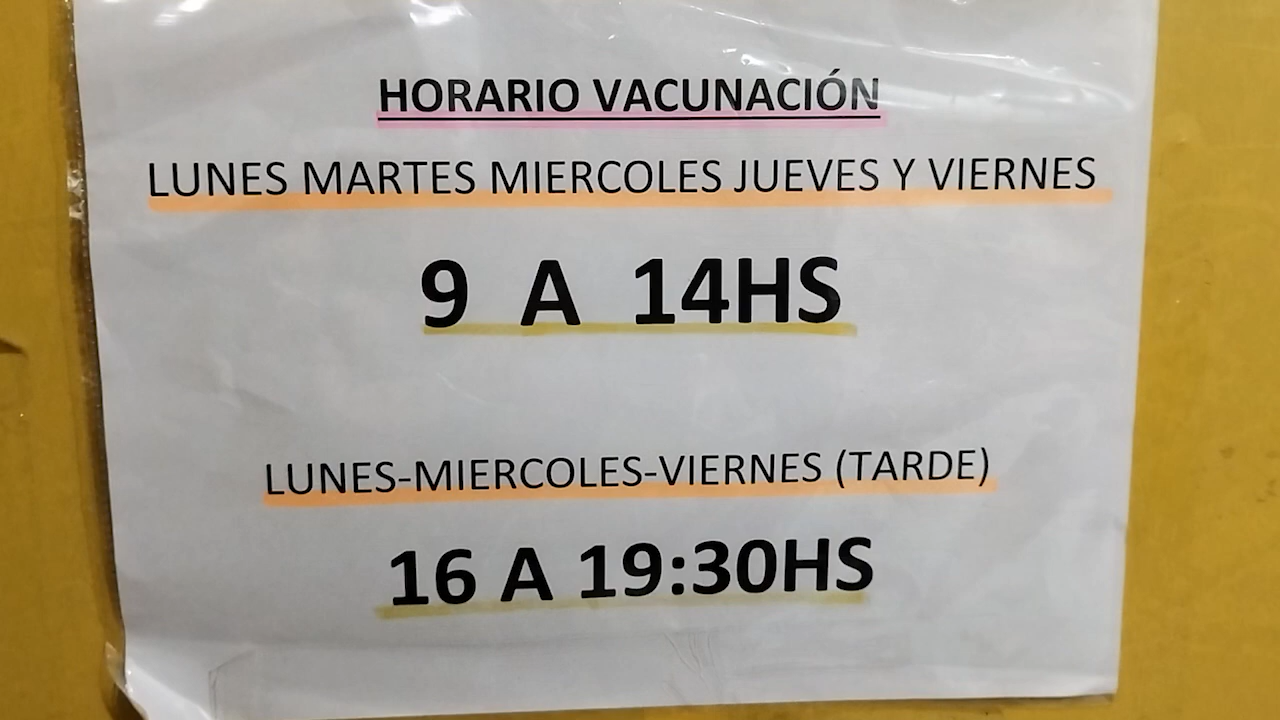 HORARIO VACUNACIÓN
LUNES MARTES MIERCOLES JUEVES Y VIERNES
9 A 14HS
LUNES-MIERCOLES-VIERNES (TARDE)
16 A 19:30HS